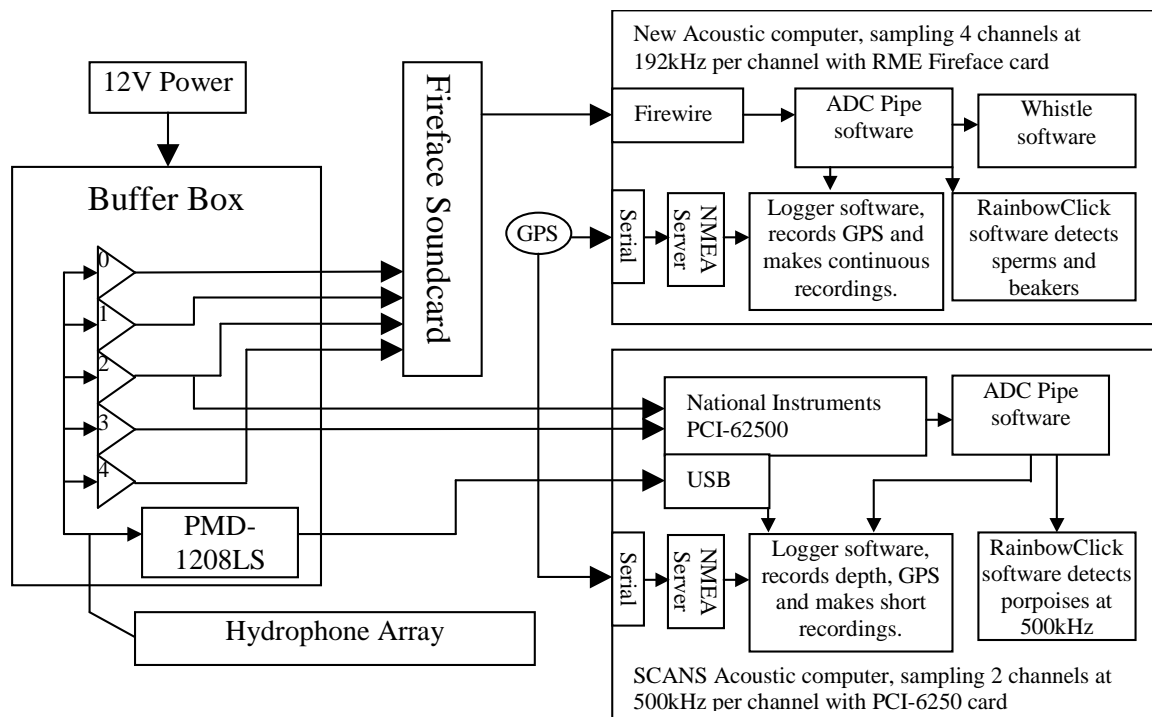 New Acoustic computer, sampling 4 channels at
192kHz per channel with RME Fireface card
12V Power
Fireface Soundcard
Firewire
ADC Pipe
software
Whistle
software
Buffer Box
0
1
2
3
4
PMD-
1208LS
Hydrophone Array
GPS
Serial
NMEA
Server
Logger software,
records GPS and
makes continuous
recordings.
RainbowClick
software detects
sperms and
beakers
National Instruments
PCI-62500
ADC Pipe
software
USB
Serial
NMEA
Server
Logger software,
records depth, GPS
and makes short
recordings.
RainbowClick
software detects
porpoises at
500kHz
SCANS Acoustic computer, sampling 2 channels at
500kHz per channel with PCI-6250 card